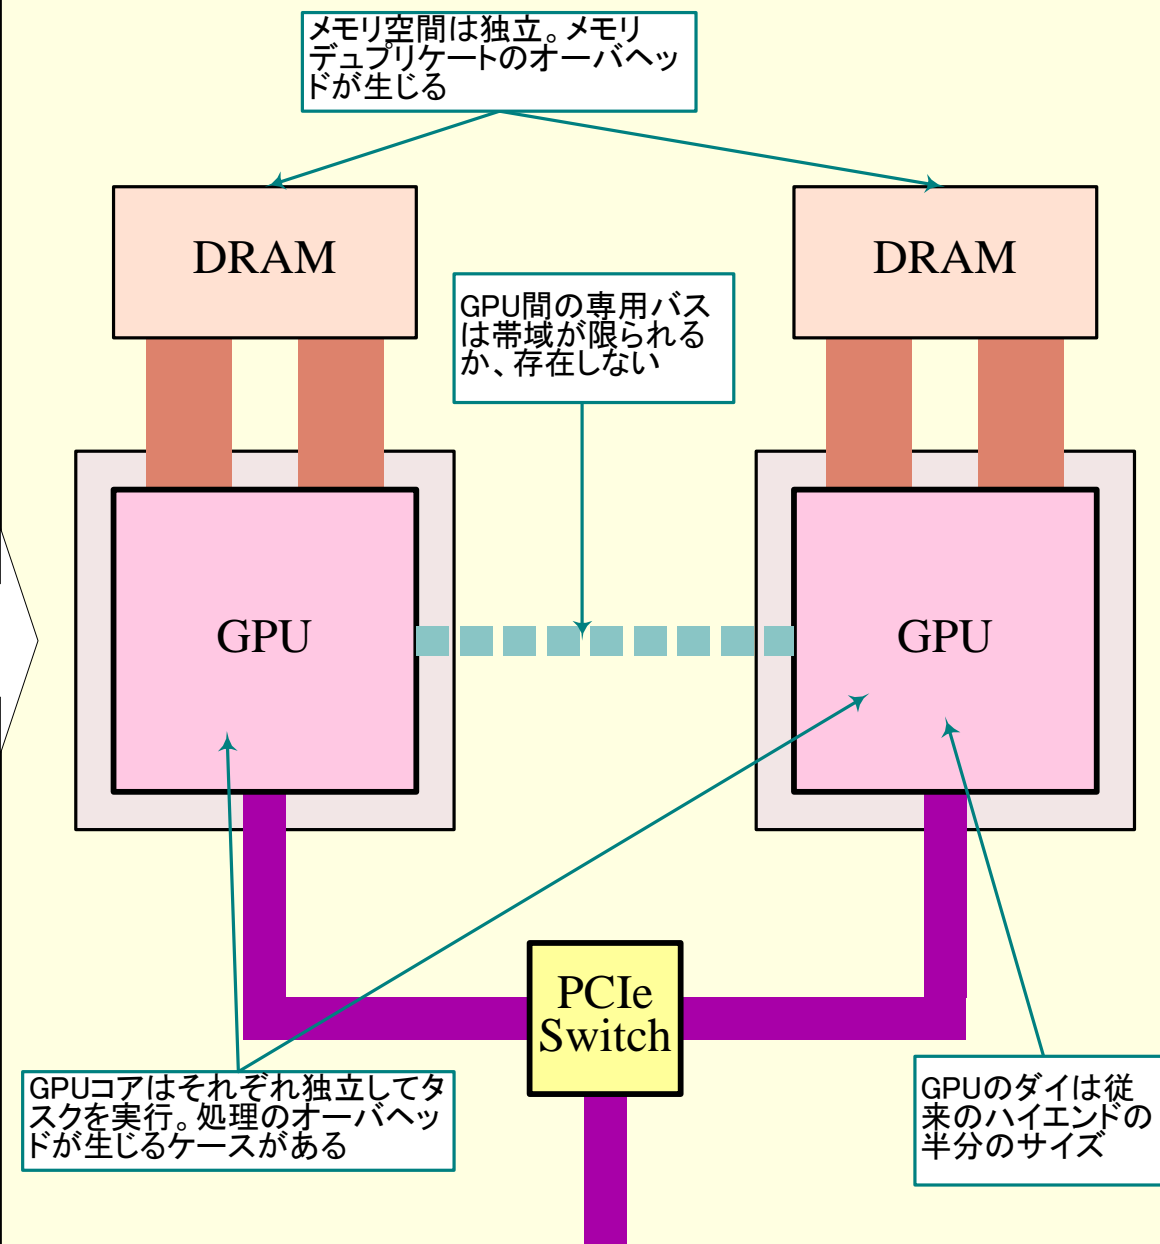 メモリ空間は独立。メモリ
デュプリケートのオーバヘッ
ドが生じる
DRAM
DRAM
GPU間の専用バス
は帯域が限られる
か、存在しない
GPU
GPU
PCIe
Switch
GPUコアはそれぞれ独立してタ
スクを実行。処理のオーバヘッ
ドが生じるケースがある
GPUのダイは従
来のハイエンドの
半分のサイズ